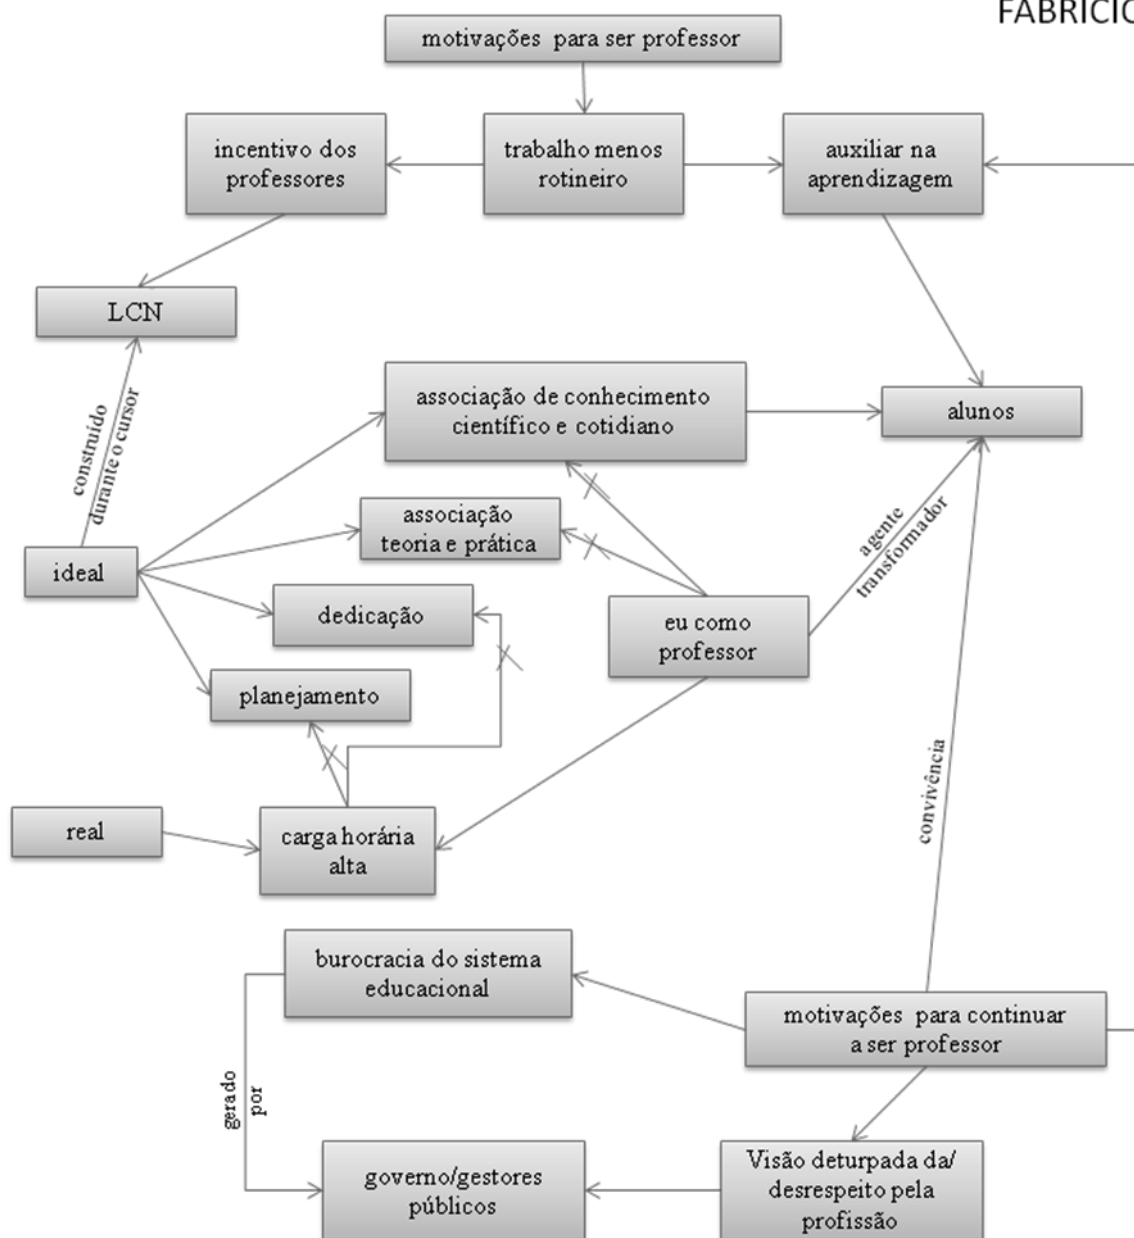 FABRICIO
motivações para ser professor
incentivo dos
professores
trabalho menos
rotineiro
auxiliar na
aprendizagem
LCN
construído
durante o cursor
associação de conhecimento
científico e cotidiano
alunos
associação
teoria e prática
agente
transformador
ideal
dedicação
eu como
professor
planejamento
convivência
real
carga horária
alta
burocracia do sistema
educacional
motivações para continuar
a ser professor
gerado
por
governo/gestores
públicos
Visão deturpada da/
desrespeito pela
profissão